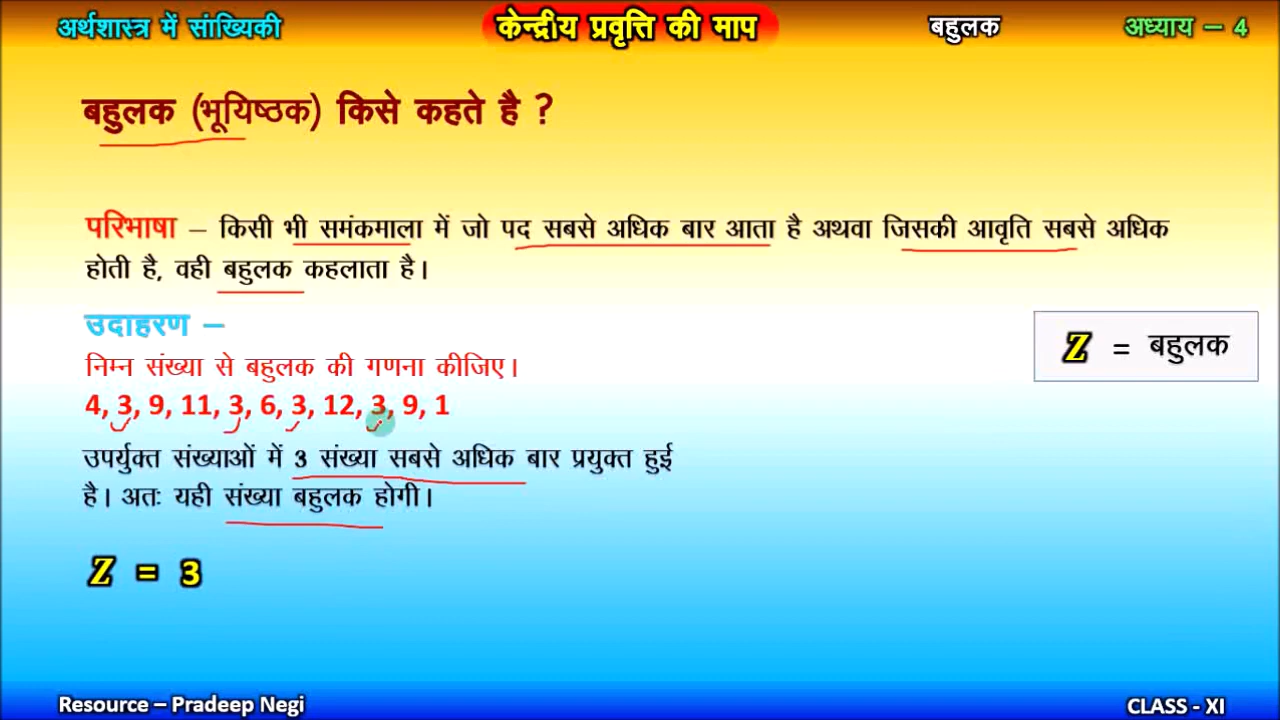 अर्थशास्त्र में सांख्यिकी
केन्द्रीय प्रवृत्ति की माप
बहुलक
अध्याय – 4
बहुलक (भूयिष्ठक) किसे कहते है ?
परिभाषा – किसी भी समंकमाला में जो पद सबसे अधिक बार आता है अथवा जिसकी आवृति सबसे अधिक
होती है, वही बहुलक कहलाता है।
उदाहरण –
निम्न संख्या से बहुलक की गणना कीजिए।
Z = बहुलक
4, 3, 9, 11, 3, 6, 3, 12, 3, 9, 1
उपर्युक्त संख्याओं में 3 संख्या सबसे अधिक बार प्रयुक्त हुई
है। अतः यही संख्या बहुलक होगी।
Z = 3
Resource – Pradeep Negi
CLASS - XI